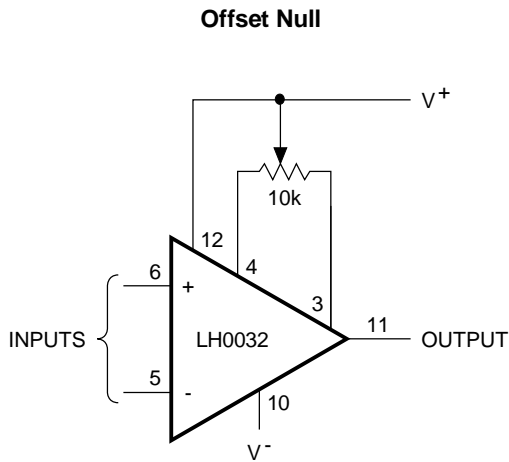 Offset Null
V+
10k
12
4
6
+
3
INPUTS
LH0032
11
OUTPUT
5
-
10
V-